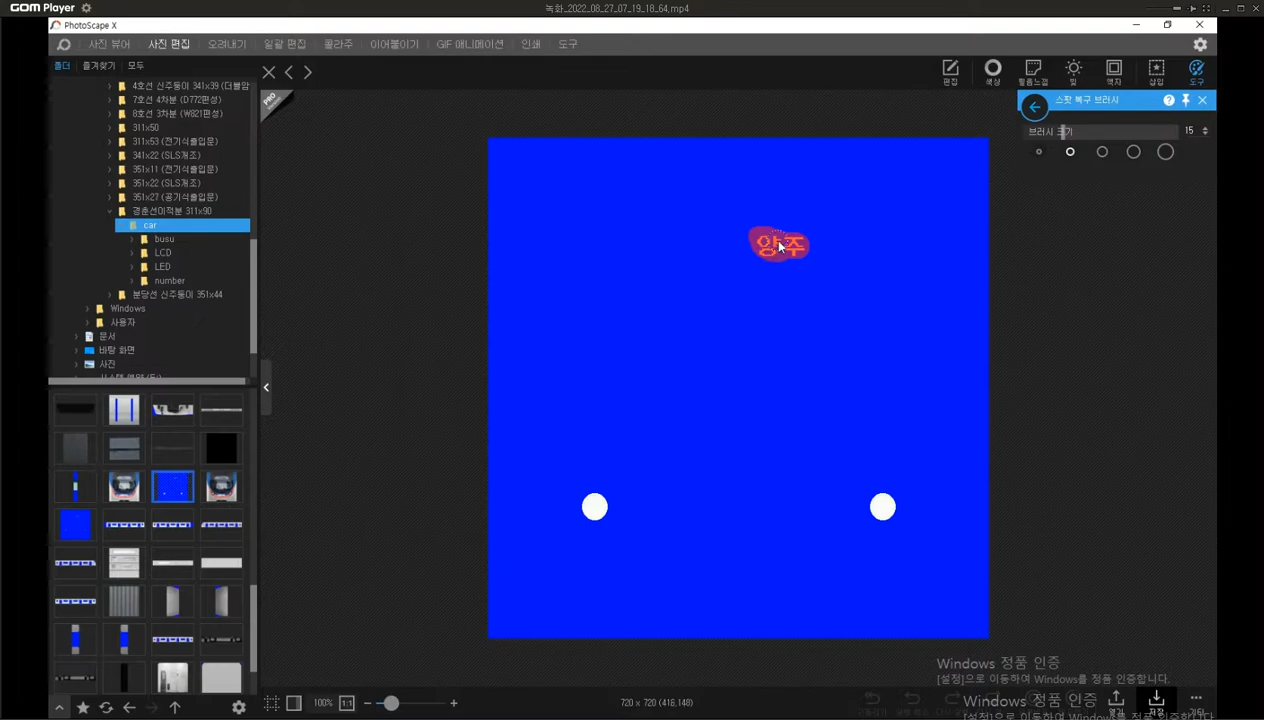 GOM Player
녹화_2022_08_27_07_19_18_64,mp4
PhotoScape X
사진 뷰어 사진 편집 오려내기 일괄 편집 콜라주 이어붙이기 GIF 애니메이션 인쇄 도구
폴더 즐겨찾기 모두
편집 색상 필름느낌 빛 액자 삽입 도구
PRO
스팟 복구 브러시
브러시 크기 15
4호선 신주둥이 341x39 (더블암
7호선 4차분 (D772편성)
8호선 3차분 (W821편성)
311x50
311x53 (전기식출입문)
341x22 (SLS개조)
351x11 (전기식출입문)
351x22 (SLS개조)
351x27 (공기식출입문)
경춘선이적분 311x90
car
busu
LCD
LED
number
분당선 신주둥이 351x44
Windows
사용자
문서
바탕 화면
사진
양주
Windows 정품 인증
[설정]으로 이동하여 Windows를 정품 인증합니다.
Windows 정품 인증
100% 1:1 720 x 720 (418,148)
저장